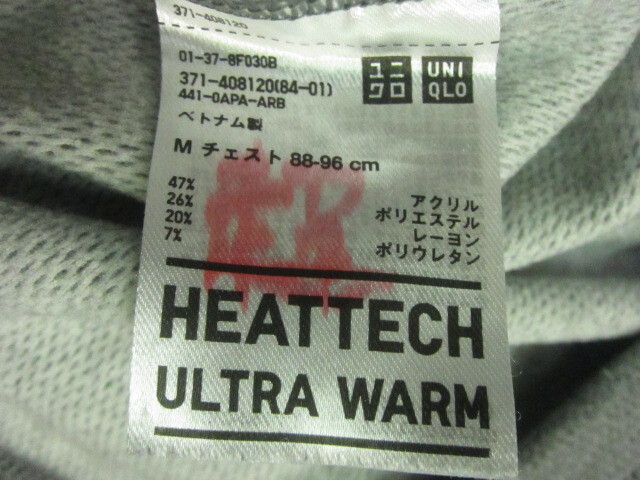 371-408120
01-37-8F030B
371-408120(84-01)
441-0APA-ARB
ユニ
クロ
UNI
QLO
ベトナム製
M チェスト 88-96 cm
47% アクリル
26% ポリエステル
20% レーヨン
7% ポリウレタン
HEATTECH
ULTRA WARM